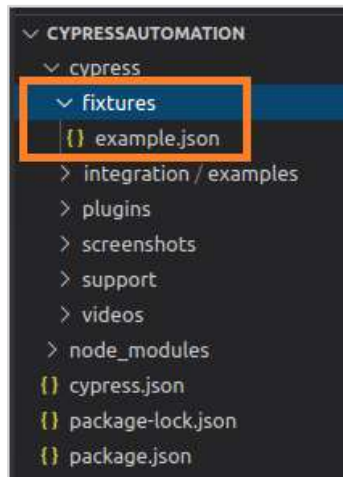 CYPRESSAUTOMATION
cypress
fixtures
{} example.json
integration / examples
plugins
screenshots
support
videos
node_modules
{} cypress.json
{} package-lock.json
{} package.json